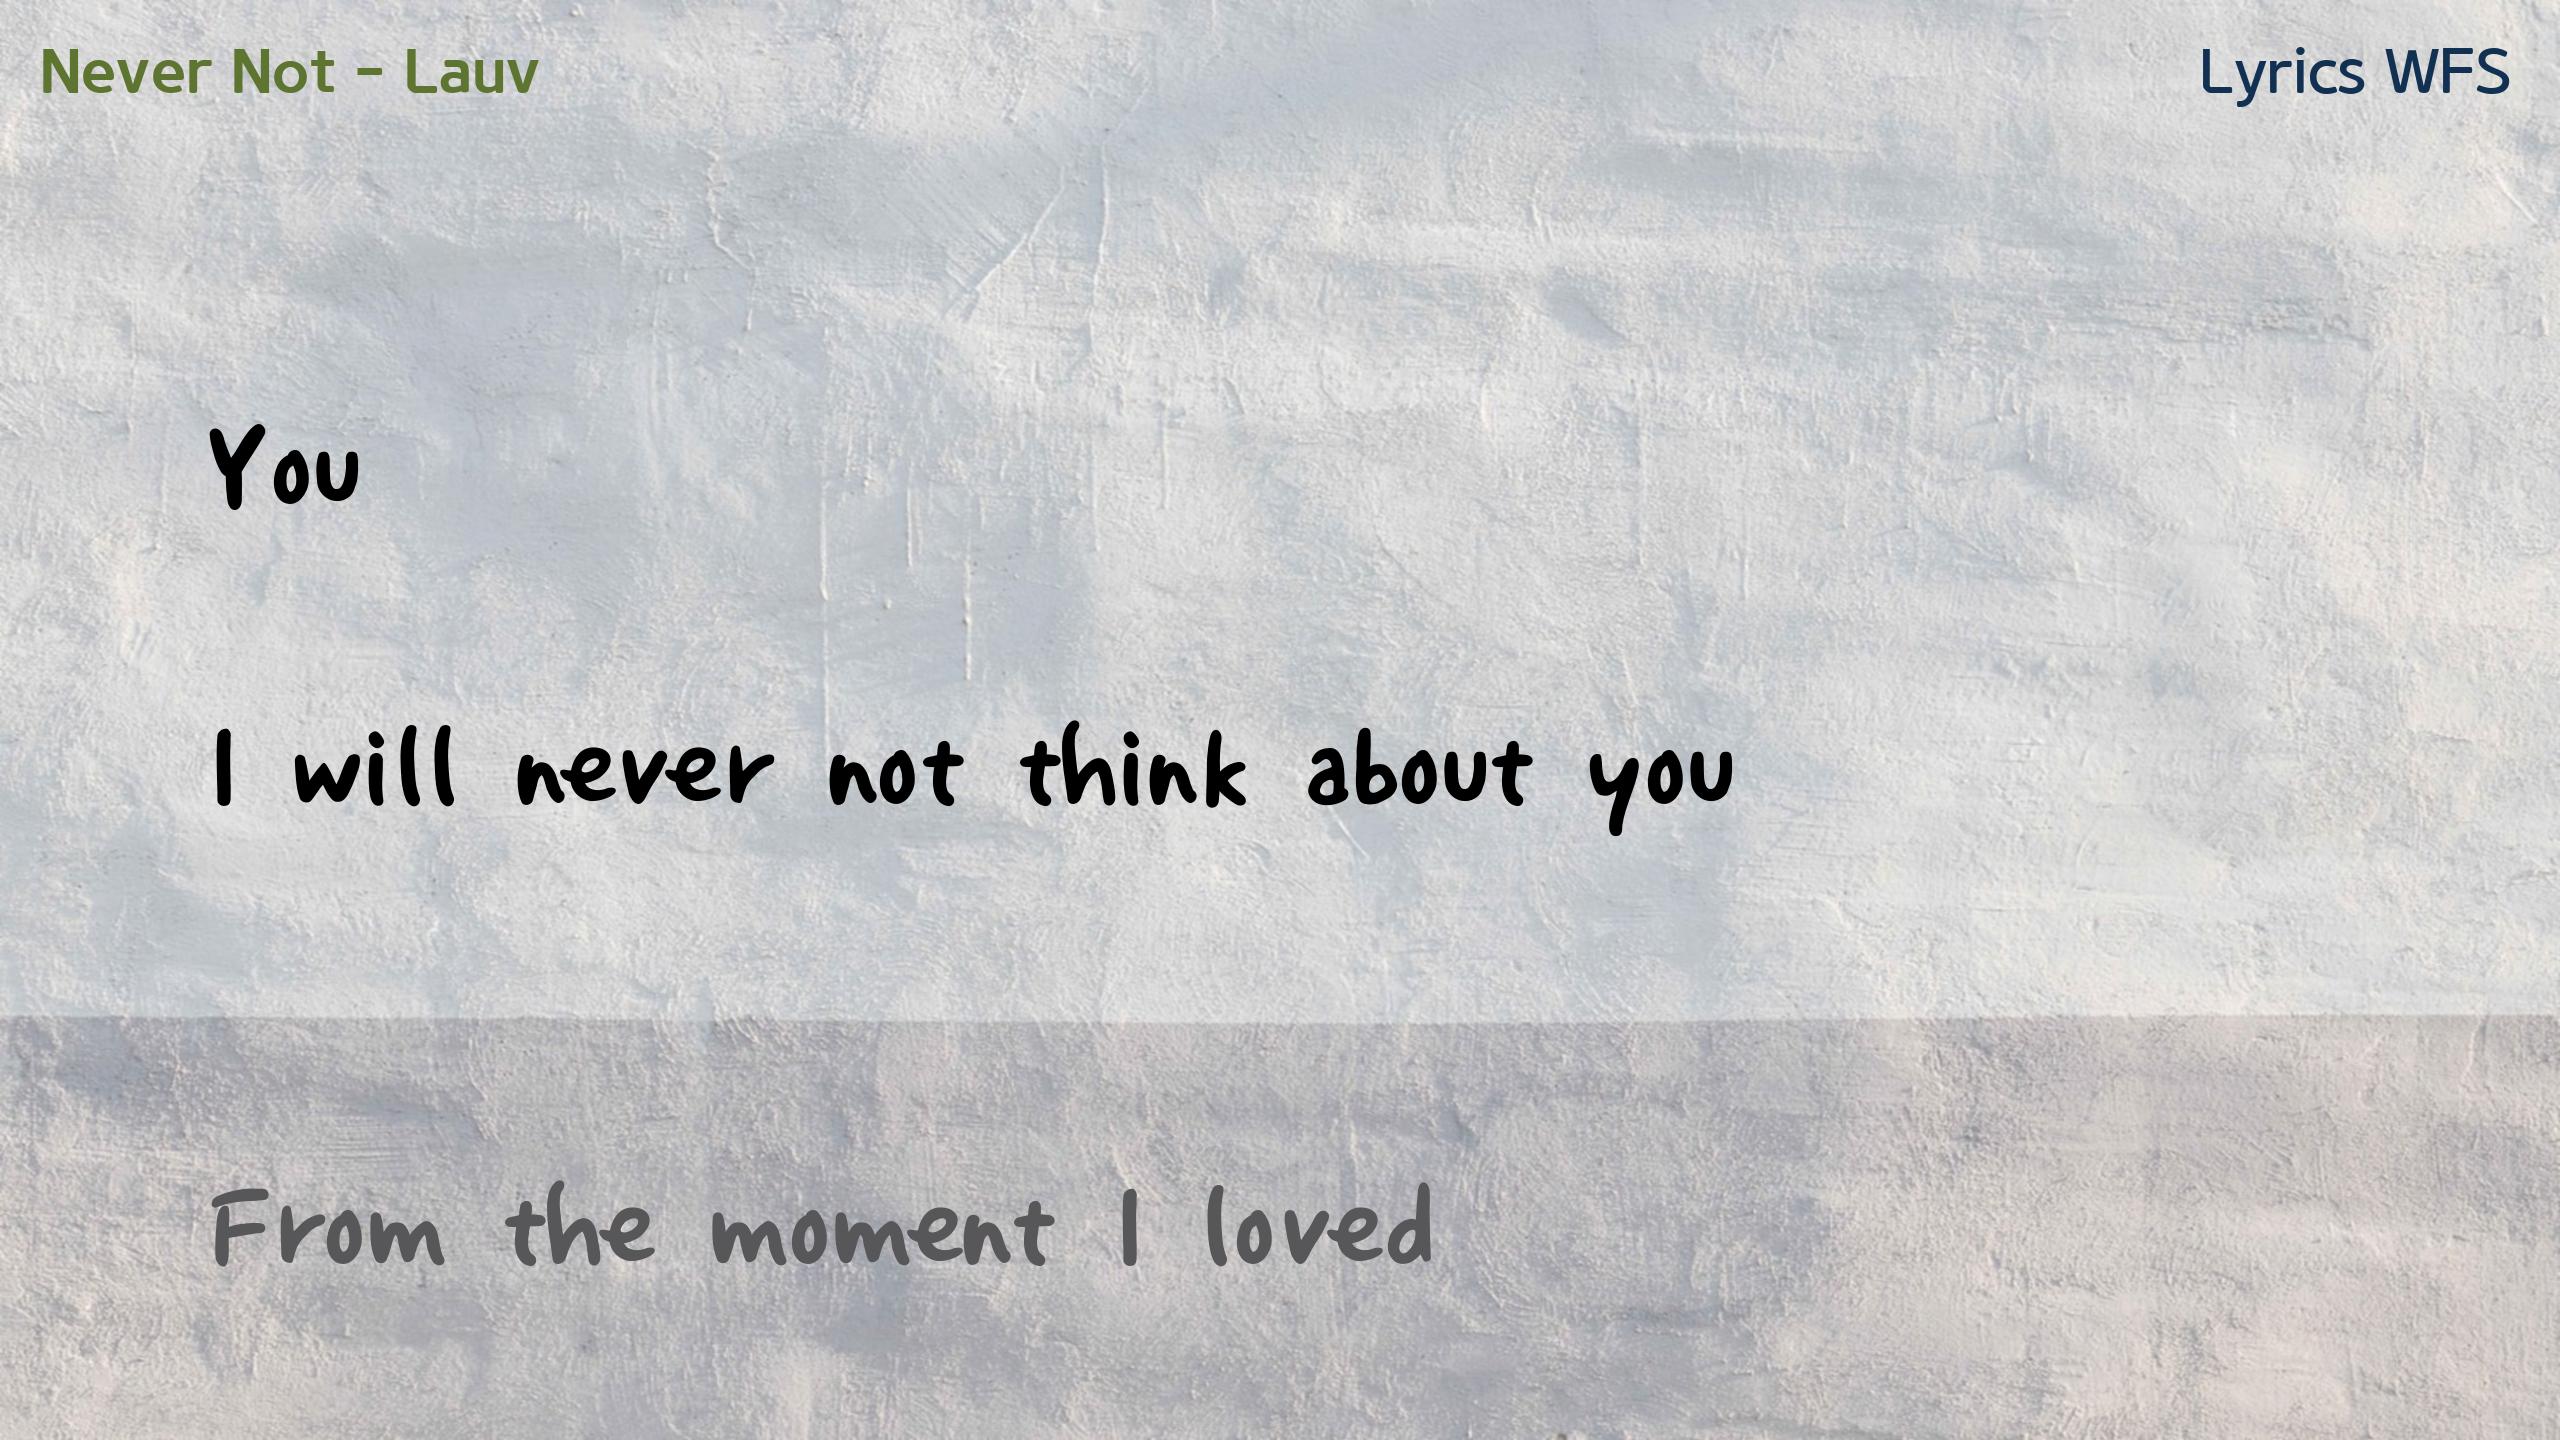 Never Not - Lauv
Lyrics WFS
You
I will never not think about you
From the moment I loved